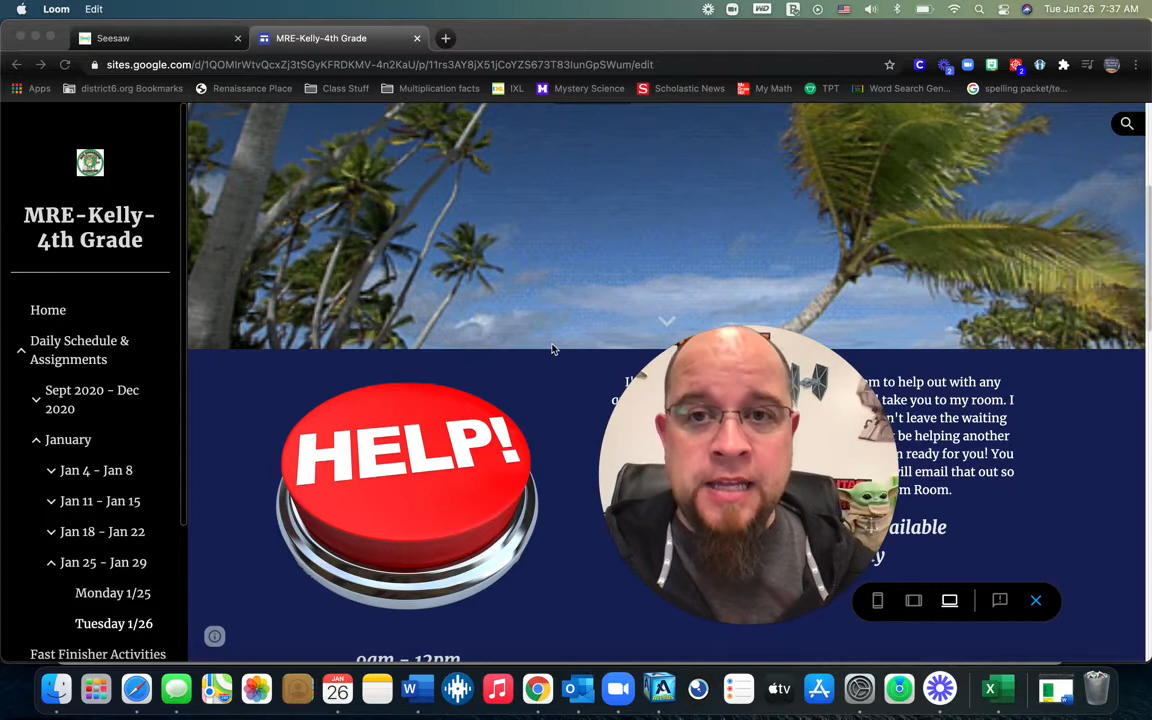 Loom Edit
Tue Jan 26 7:37 AM
Seesaw
MRE-Kelly-4th Grade
sites.google.com/d/1QOMIrWtvQcxZj3tSGyKFRDKMV-4n2KaU/p/11rs3AY8jX51jCoYZS673T83lunGpSWum/edit
Apps district6.org Bookmarks Renaissance Place Class Stuff Multiplication facts IXL Mystery Science Scholastic News My Math TPT Word Search Gen... spelling packet/te...
MRE-Kelly-
4th Grade
Home
Daily Schedule &
Assignments
Sept 2020 - Dec
2020
January
Jan 4 - Jan 8
Jan 11 - Jan 15
Jan 18 - Jan 22
Jan 25 - Jan 29
Monday 1/25
Tuesday 1/26
Fast Finisher Activities
HELP!
to help out with any
take you to my room. I
leave the waiting
be helping another
ready for you! You
will email that out so
Room.
9am - 12pm
JAN
26
tv